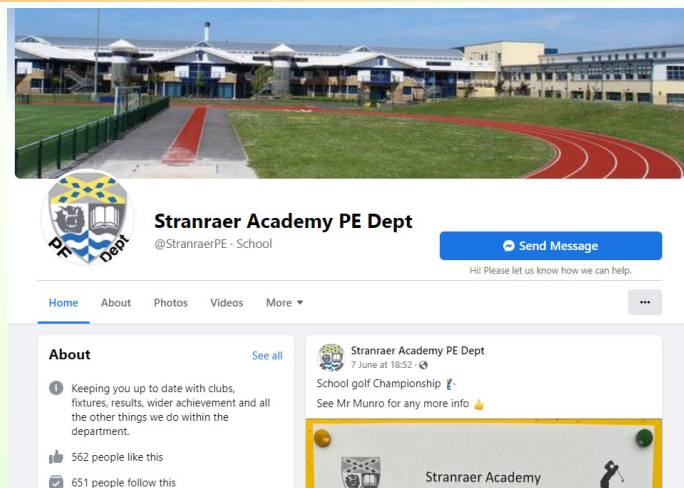 PE Dept
Stranraer Academy PE Dept
@StranraerPE · School
Send Message
Hi! Please let us know how we can help.
Home About Photos Videos More
About
See all
Keeping you up to date with clubs,
fixtures, results, wider achievement and all
the other things we do within the
department.
562 people like this
651 people follow this
Stranraer Academy PE Dept
7 June at 18:52 ·
School golf Championship
See Mr Munro for any more info 👍
Stranraer Academy